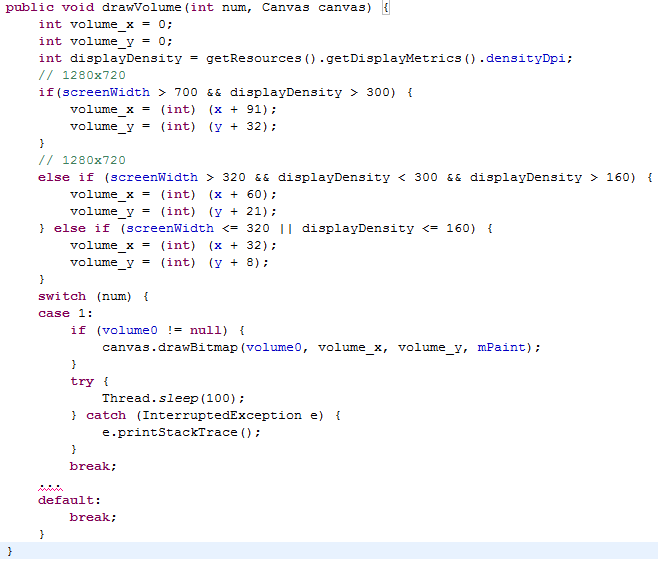 public void drawVolume(int num, Canvas canvas) {
    int volume_x = 0;
    int volume_y = 0;
    int displayDensity = getResources().getDisplayMetrics().densityDpi;
    // 1280x720
    if(screenWidth > 700 && displayDensity > 300) {
        volume_x = (int) (x + 91);
        volume_y = (int) (y + 32);
    }
    // 1280x720
    else if (screenWidth > 320 && displayDensity < 300 && displayDensity > 160) {
        volume_x = (int) (x + 60);
        volume_y = (int) (y + 21);
    } else if (screenWidth <= 320 || displayDensity <= 160) {
        volume_x = (int) (x + 32);
        volume_y = (int) (y + 8);
    }
    switch (num) {
    case 1:
        if (volume0 != null) {
            canvas.drawBitmap(volume0, volume_x, volume_y, mPaint);
        }
        try {
            Thread.sleep(100);
        } catch (InterruptedException e) {
            e.printStackTrace();
        }
        break;
    ...
    default:
        break;
    }
}